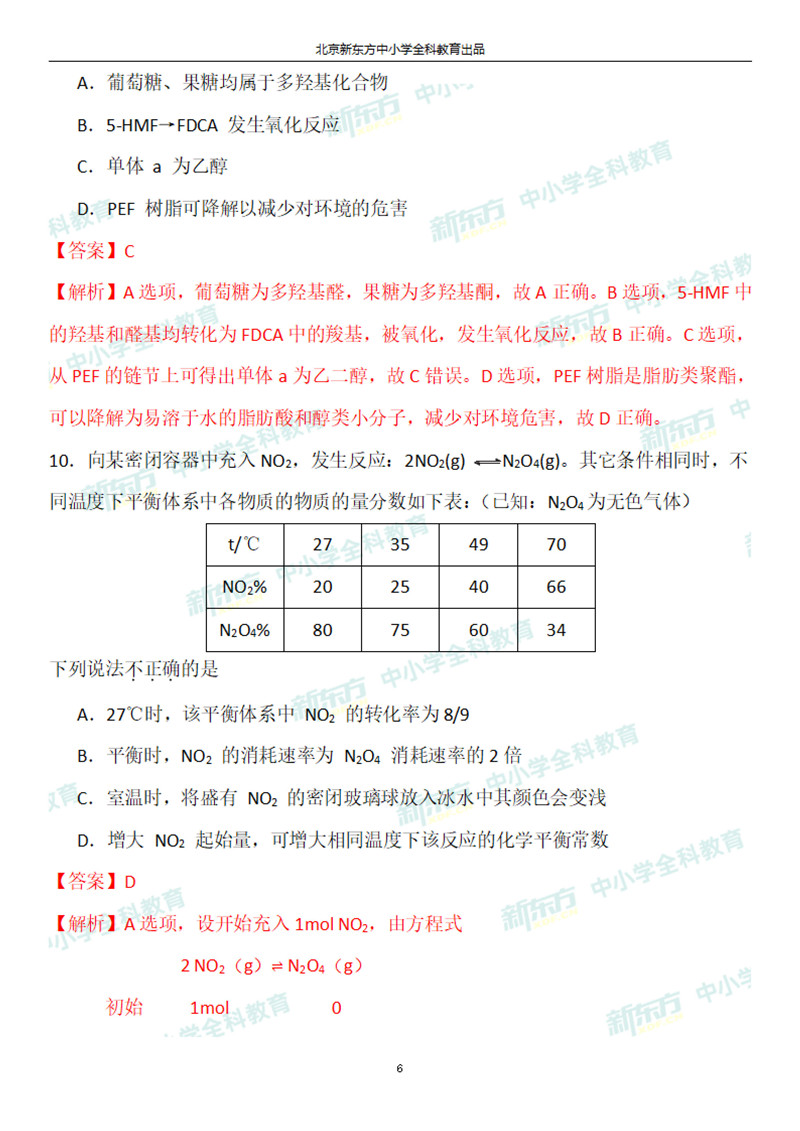 北京新东方中小学全科教育出品
A．葡萄糖、果糖均属于多羟基化合物
B．5-HMF→FDCA 发生氧化反应
C．单体 a 为乙醇
D．PEF 树脂可降解以减少对环境的危害
【答案】C
【解析】A 选项，葡萄糖为多羟基醛，果糖为多羟基酮，故 A 正确。B 选项，5-HMF 中
的羟基和醛基均转化为 FDCA 中的羧基，被氧化，发生氧化反应，故 B 正确。C 选项，
从 PEF 的链节上可得出单体 a 为乙二醇，故 C 错误。D 选项，PEF 树脂是脂肪类聚酯，
可以降解为易溶于水的脂肪酸和醇类小分子，减少对环境危害，故 D 正确。
10．向某密闭容器中充入 NO₂，发生反应：2NO₂(g) ⇌N₂O₄(g)。其它条件相同时，不
同温度下平衡体系中各物质的物质的量分数如下表：（已知：N₂O₄ 为无色气体）
t/℃ 27 35 49 70
NO₂% 20 25 40 66
N₂O₄% 80 75 60 34
下列说法不正确的是
A．27℃时，该平衡体系中 NO₂ 的转化率为 8/9
B．平衡时，NO₂ 的消耗速率为 N₂O₄ 消耗速率的 2 倍
C．室温时，将盛有 NO₂ 的密闭玻璃球放入冰水中其颜色会变浅
D．增大 NO₂ 起始量，可增大相同温度下该反应的化学平衡常数
【答案】D
【解析】A 选项，设开始充入 1mol NO₂，由方程式
2 NO₂（g）⇌ N₂O₄（g）
初始 1mol 0
6